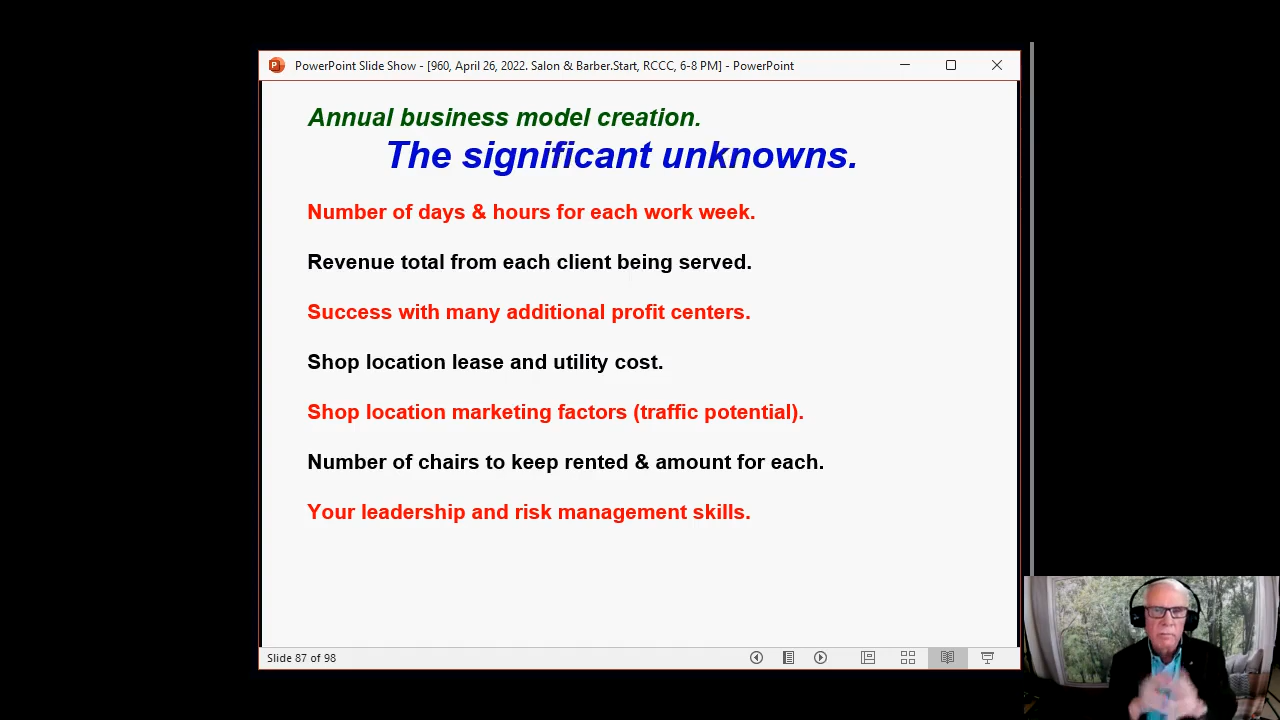 PowerPoint Slide Show - [960, April 26, 2022. Salon & Barber.Start, RCCC, 6-8 PM] - PowerPoint
Annual business model creation.
The significant unknowns.
Number of days & hours for each work week.
Revenue total from each client being served.
Success with many additional profit centers.
Shop location lease and utility cost.
Shop location marketing factors (traffic potential).
Number of chairs to keep rented & amount for each.
Your leadership and risk management skills.
Slide 87 of 98